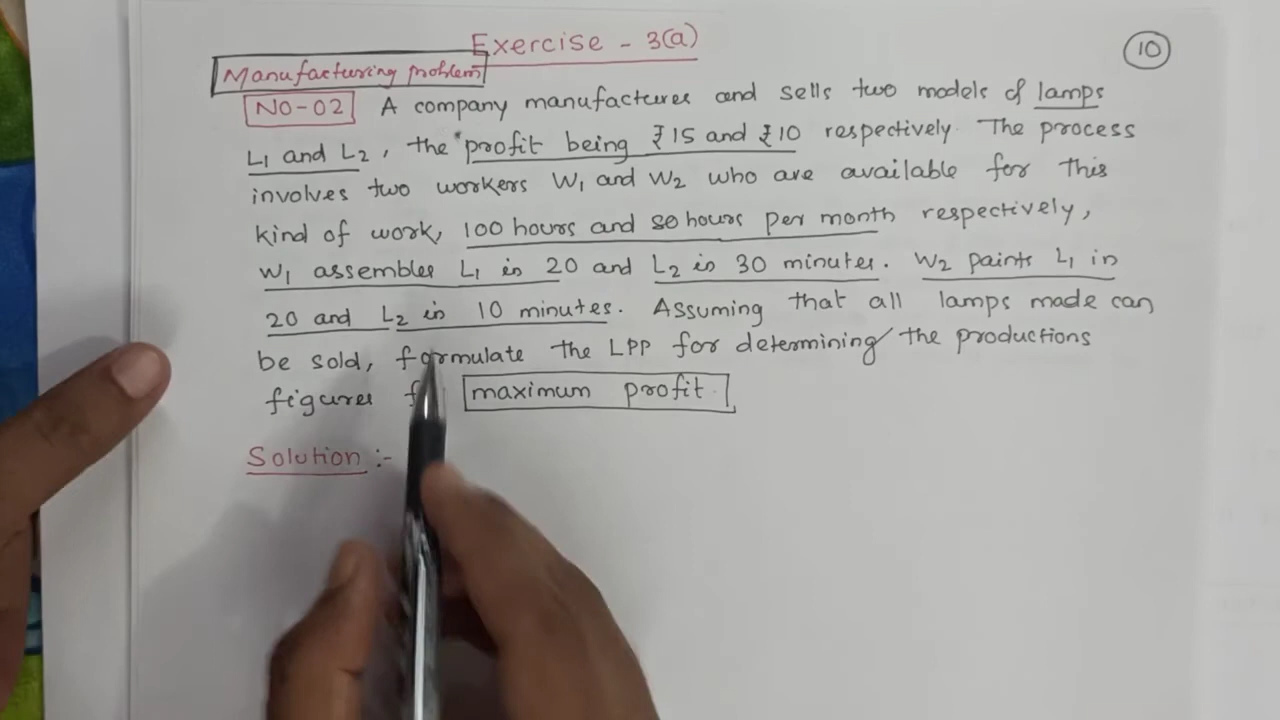 Exercise - 3(a)
10
Manufacturing problem
NO-02 A company manufactures and sells two models of lamps
L₁ and L₂, the profit being ₹15 and ₹10 respectively. The process
involves two workers W₁ and W₂ who are available for this
kind of work, 100 hours and 80 hours per month respectively,
W₁ assembles L₁ in 20 and L₂ in 30 minutes. W₂ paints L₁ in
20 and L₂ in 10 minutes. Assuming that all lamps made can
be sold, formulate the LPP for determining the productions
figures maximum profit.
Solution :-